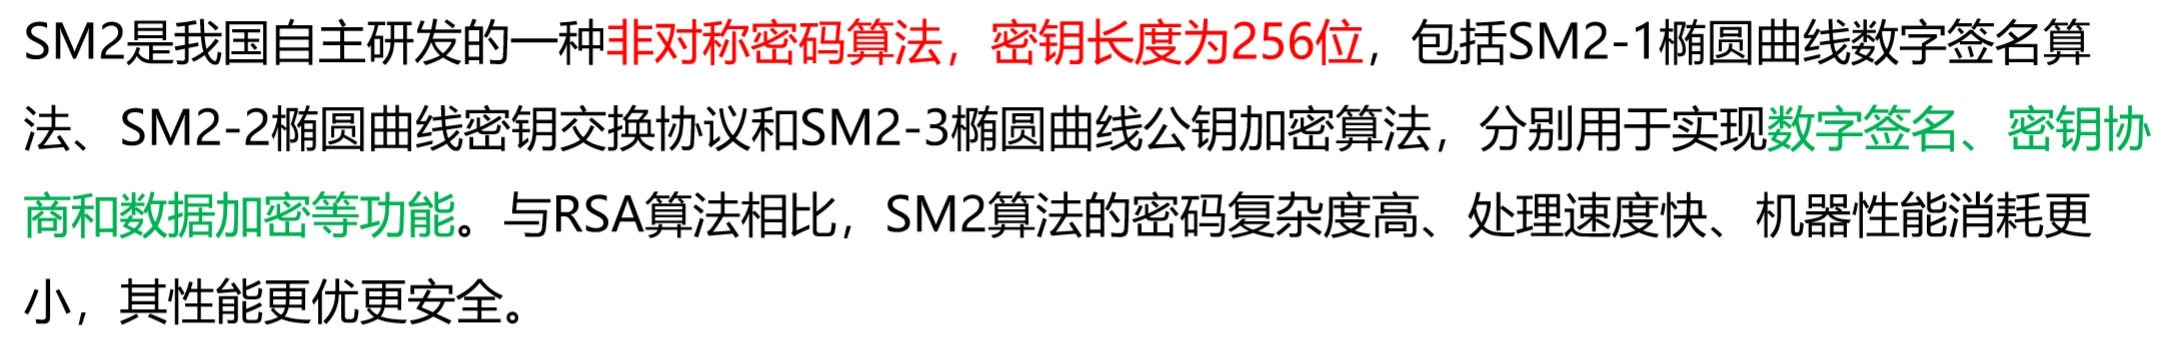 SM2是我国自主研发的一种非对称密码算法，密钥长度为256位，包括SM2-1椭圆曲线数字签名算
法、SM2-2椭圆曲线密钥交换协议和SM2-3椭圆曲线公钥加密算法，分别用于实现数字签名、密钥协
商和数据加密等功能。与RSA算法相比，SM2算法的密码复杂度高、处理速度快、机器性能消耗更
小，其性能更优更安全。